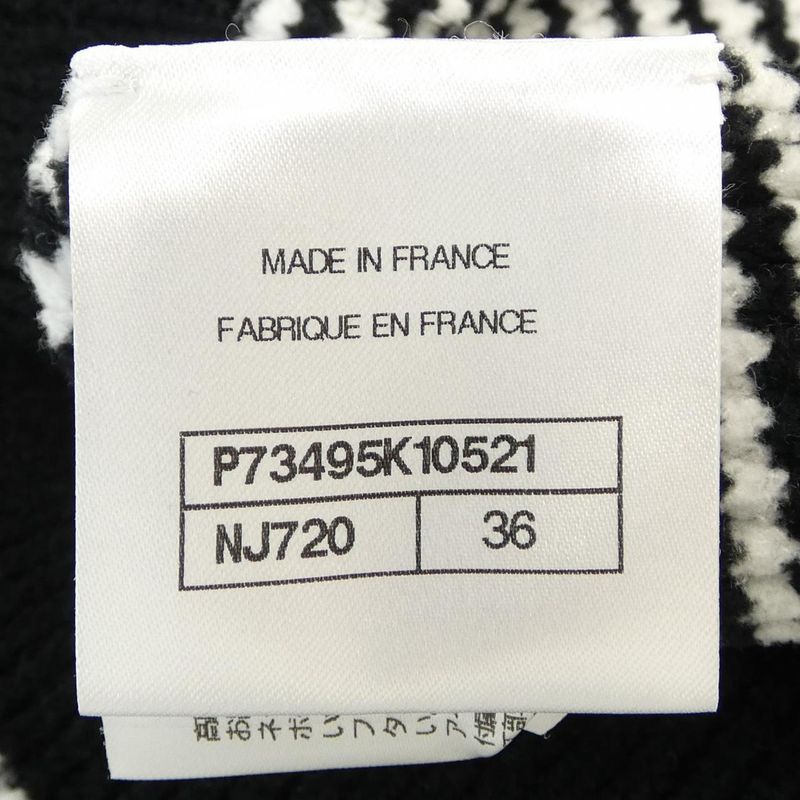 MADE IN FRANCE
FABRIQUE EN FRANCE
P73495K10521
NJ720 36